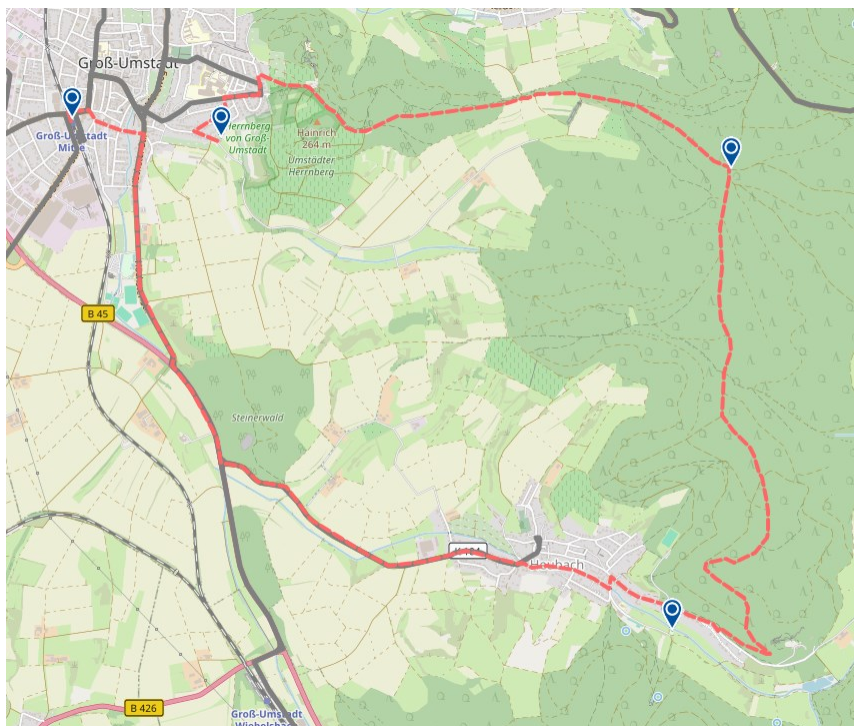 Groß-Umstadt
Groß-Umstadt
Mitte
Herrnberg
von Groß-
Umstadt
Hainrich
264 m
Umstädter
Herrnberg
B 45
Steinerwald
Heubach
B 426
Groß-Umstadt
Wiebelsbach